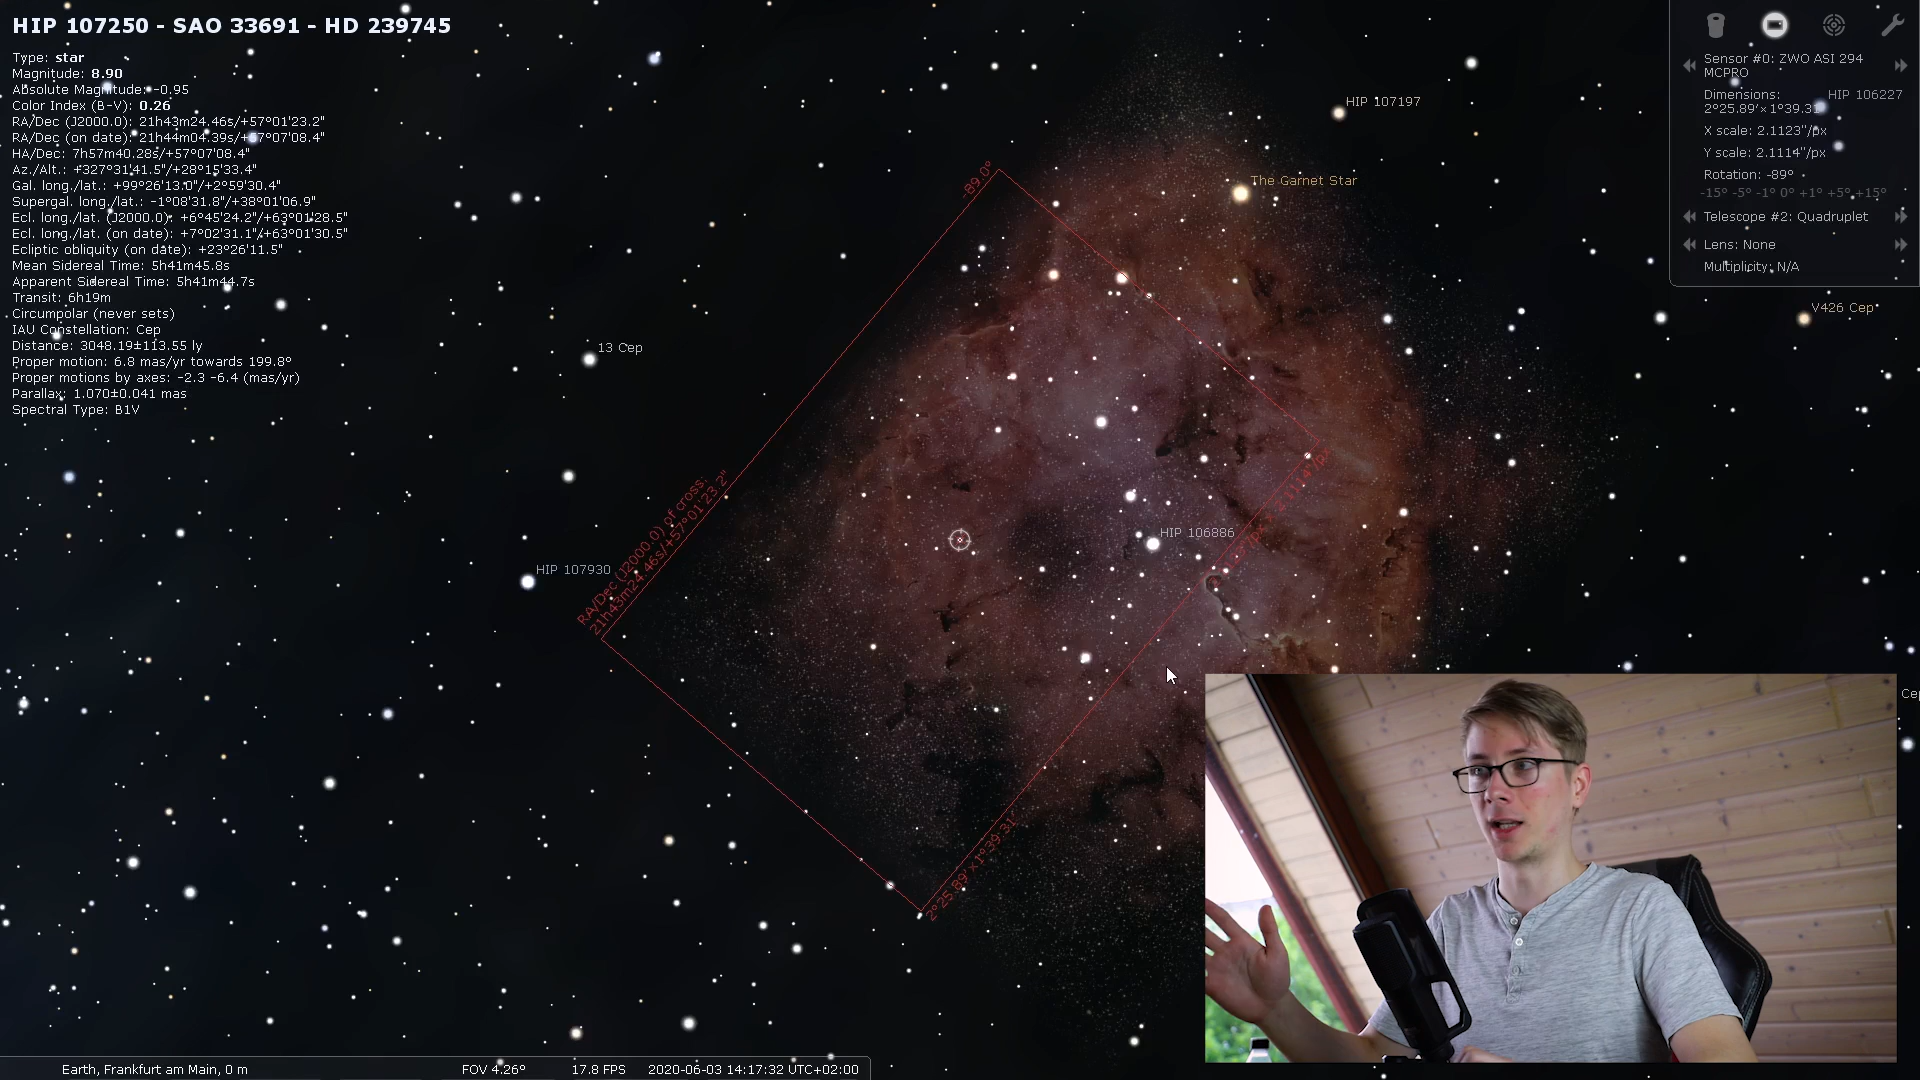 HIP 107250 - SAO 33691 - HD 239745
Type: star
Magnitude: 8.90
Absolute Magnitude: -0.95
Color Index (B-V): 0.26
RA/Dec (J2000.0): 21h43m24.46s/+57°01'23.2"
RA/Dec (on date): 21h44m04.39s/+57°07'08.4"
HA/Dec: 7h57m40.28s/+57°07'08.4"
Az./Alt.: +327°31'41.5"/+28°15'33.4"
Gal. long./lat.: +99°26'13.0"/+2°59'30.4"
Supergal. long./lat.: -1°08'31.8"/+38°01'06.9"
Ecl. long./lat. (J2000.0): +6°45'24.2"/+63°01'28.5"
Ecl. long./lat. (on date): +7°02'31.1"/+63°01'30.5"
Ecliptic obliquity (on date): +23°26'11.5"
Mean Sidereal Time: 5h41m45.8s
Apparent Sidereal Time: 5h41m44.7s
Transit: 6h19m
Circumpolar (never sets)
IAU Constellation: Cep
Distance: 3048.19±113.55 ly
Proper motion: 6.8 mas/yr towards 199.8°
Proper motions by axes: -2.3 -6.4 (mas/yr)
Parallax: 1.070±0.041 mas
Spectral Type: B1V
Sensor #0: ZWO ASI 294
MCPRO
Dimensions:
2°25.89'x1°39.31'
X scale: 2.1123"/px
Y scale: 2.1114"/px
Rotation: -89°
-15° -5° -1° 0° +1° +5° +15°
Telescope #2: Quadruplet
Lens: None
Multiplicity: N/A
HIP 106227
HIP 107197
-89.0°
The Garnet Star
V426 Cep
13 Cep
RA/Dec (J2000.0) of cross:
21h43m24.46s/+57°01'23.2"
2.1114"/px
HIP 106886
HIP 107930
Cep
2°25.89'x1°39.31'
Earth, Frankfurt am Main, 0 m
FOV 4.26°
17.8 FPS
2020-06-03 14:17:32 UTC+02:00